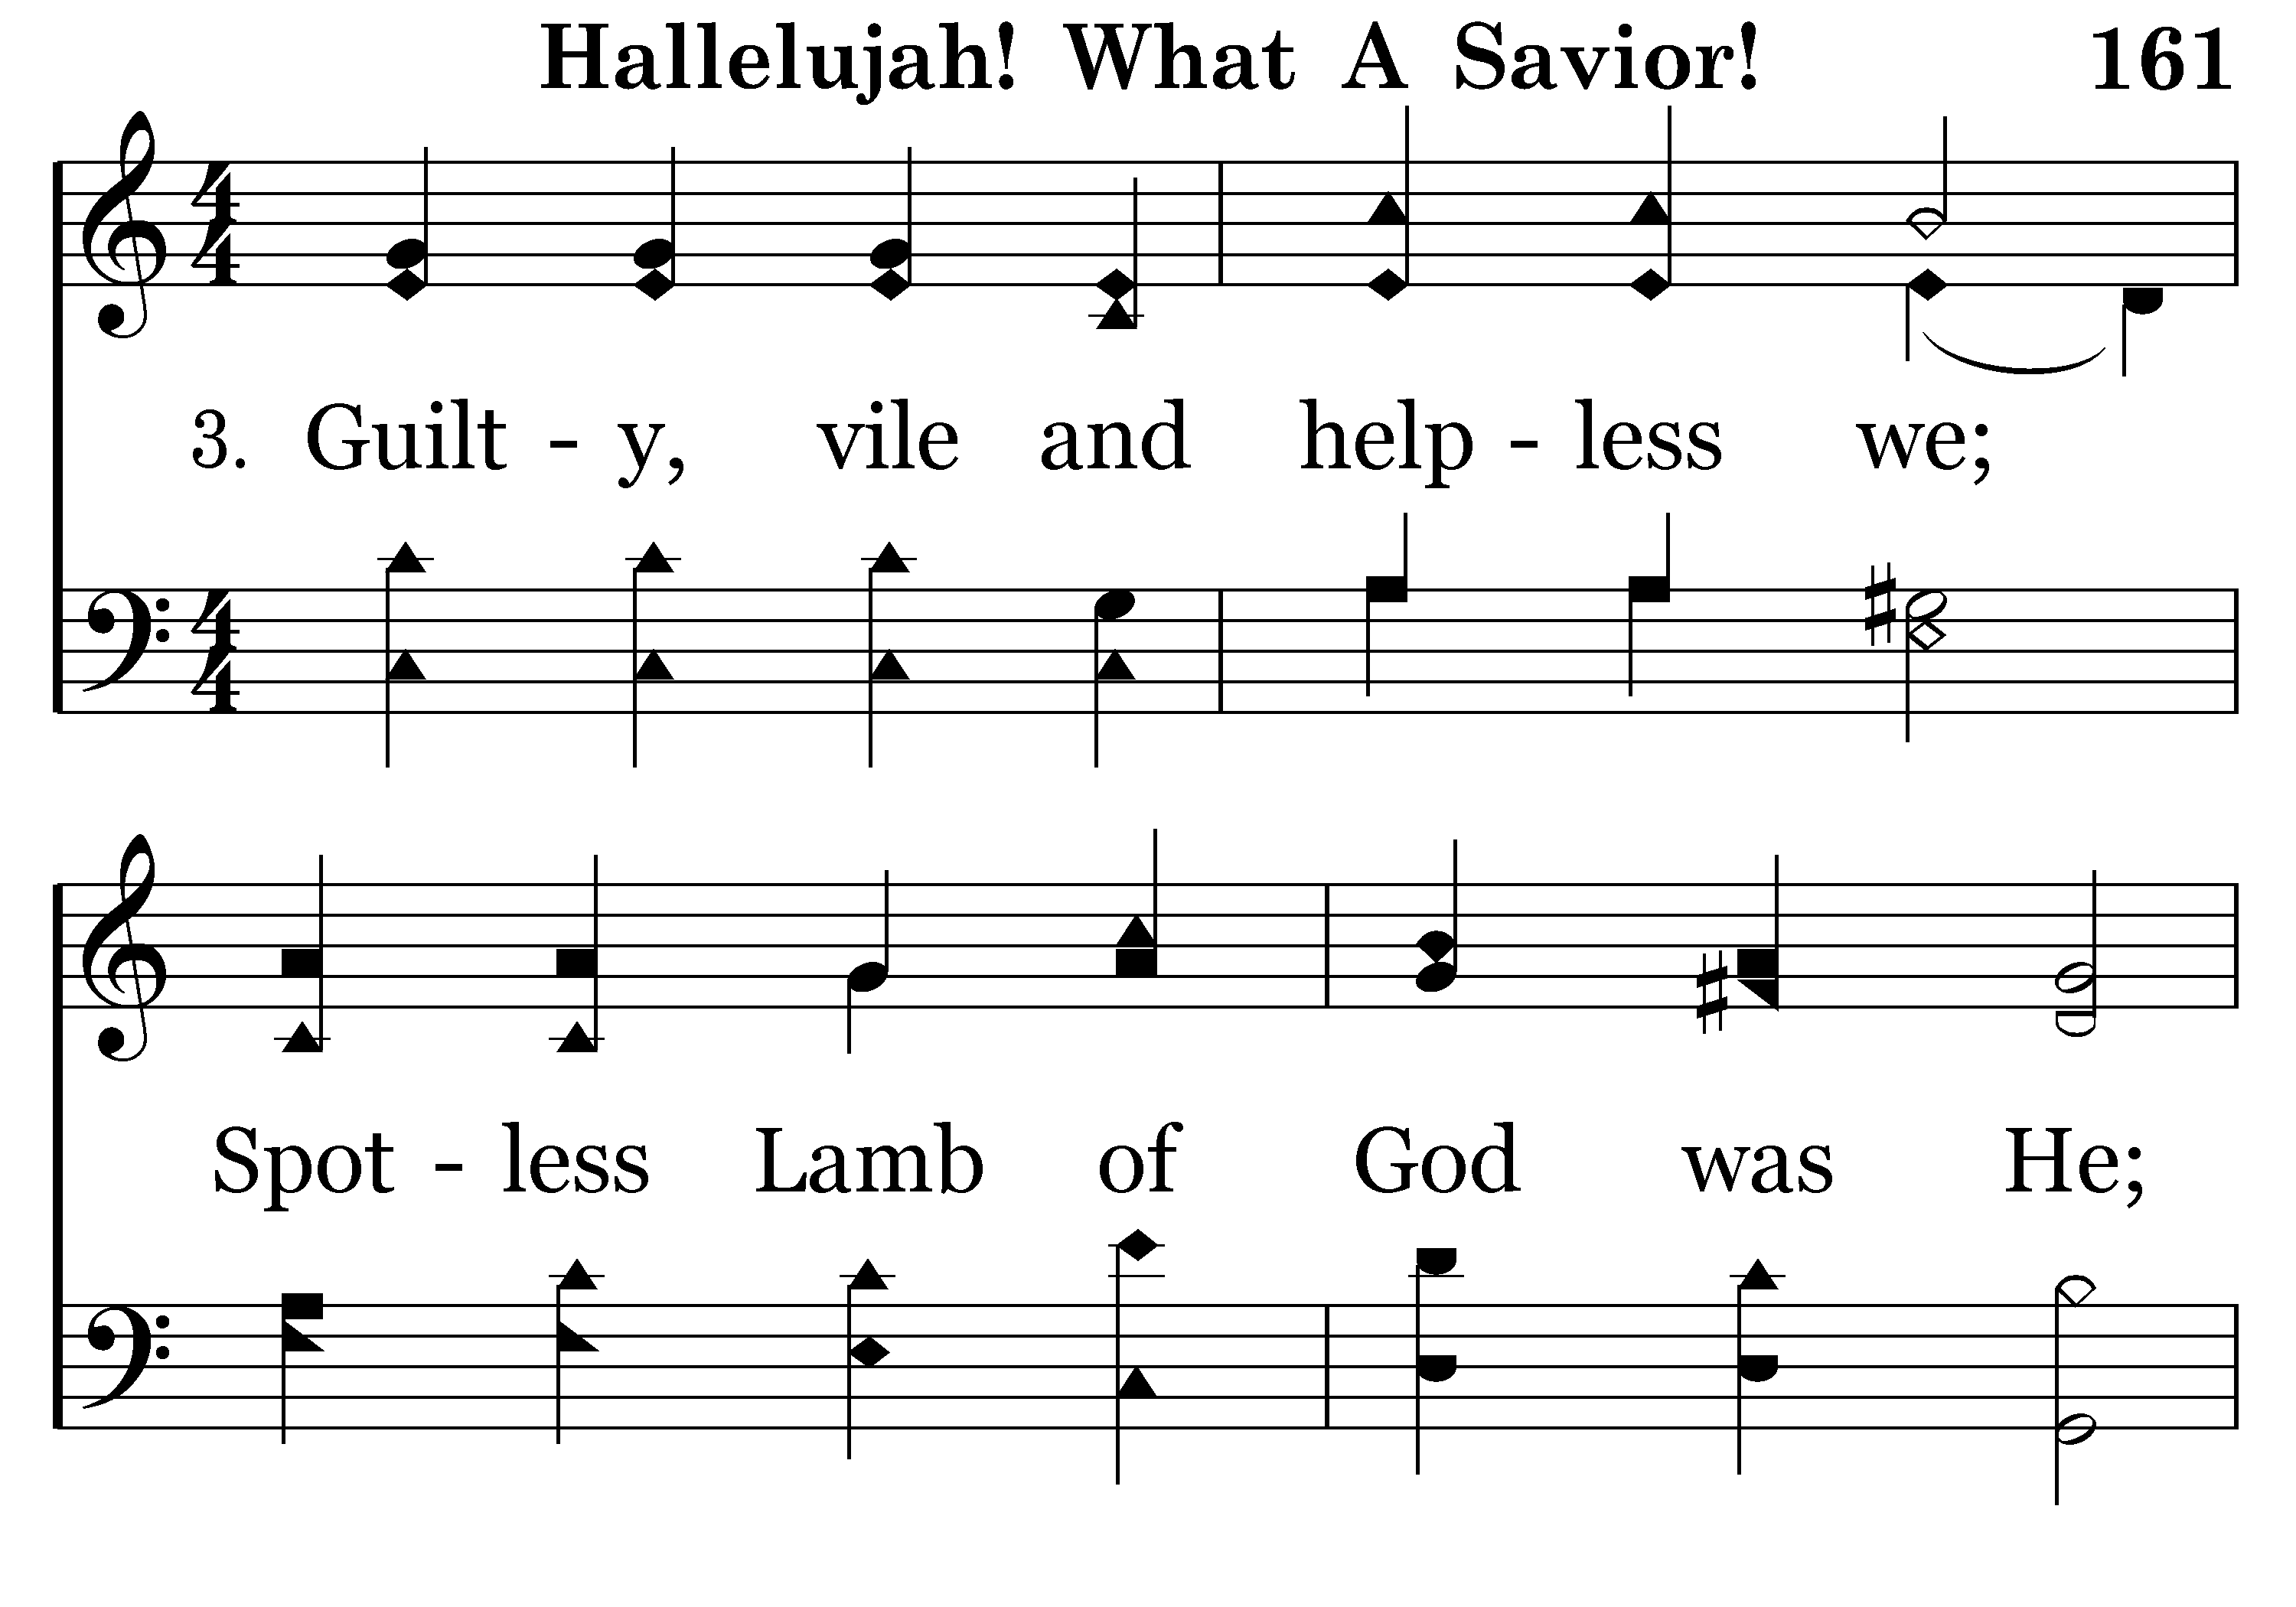 Hallelujah! What A Savior! 161
3. Guilt - y, vile and help - less we;
Spot - less Lamb of God was He;